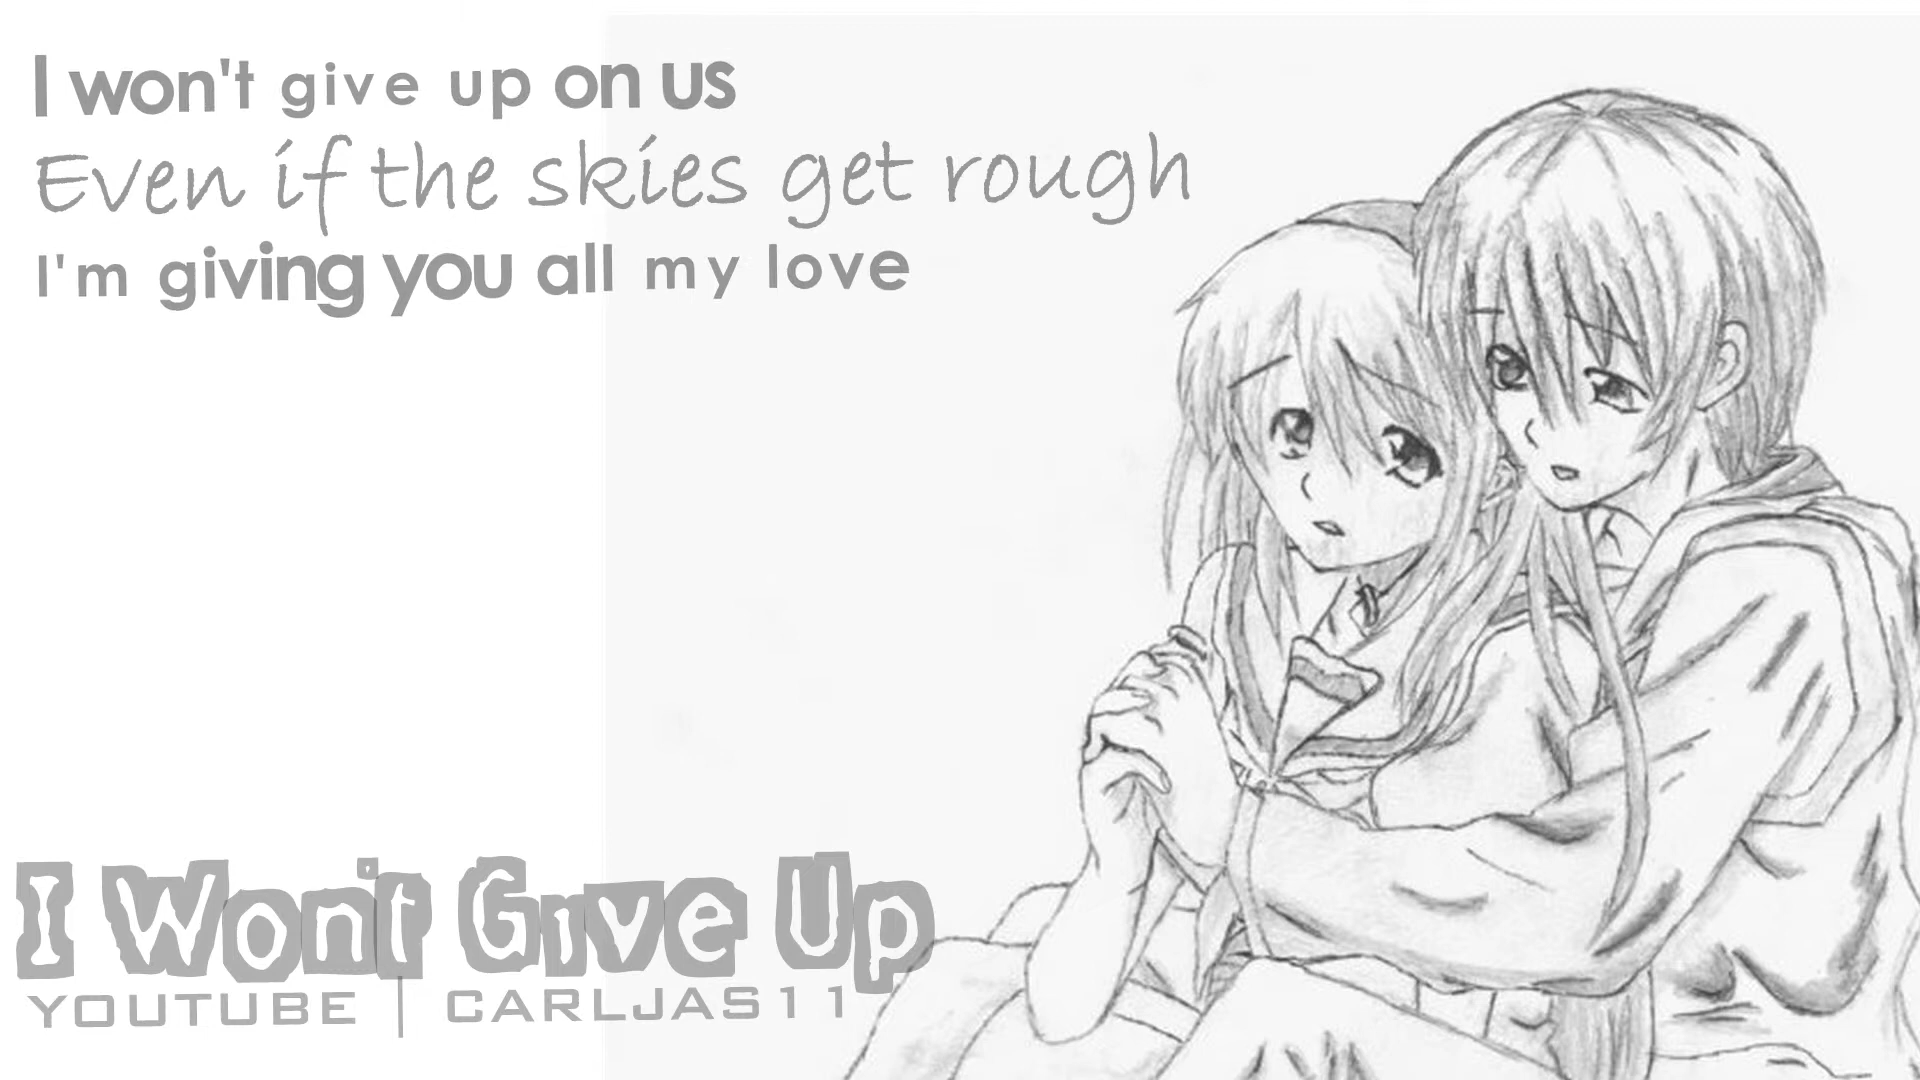 I won't give up on us
Even if the skies get rough
I'm giving you all my love
I Won't Give Up
YOUTUBE | CARLJAS11